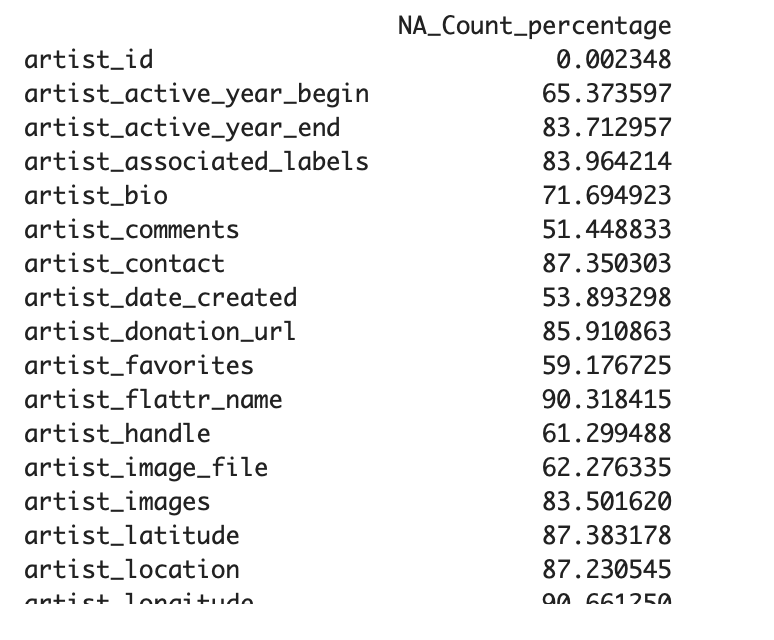 NA_Count_percentage
artist_id 0.002348
artist_active_year_begin 65.373597
artist_active_year_end 83.712957
artist_associated_labels 83.964214
artist_bio 71.694923
artist_comments 51.448833
artist_contact 87.350303
artist_date_created 53.893298
artist_donation_url 85.910863
artist_favorites 59.176725
artist_flattr_name 90.318415
artist_handle 61.299488
artist_image_file 62.276335
artist_images 83.501620
artist_latitude 87.383178
artist_location 87.230545
artist_longitude 90.661250